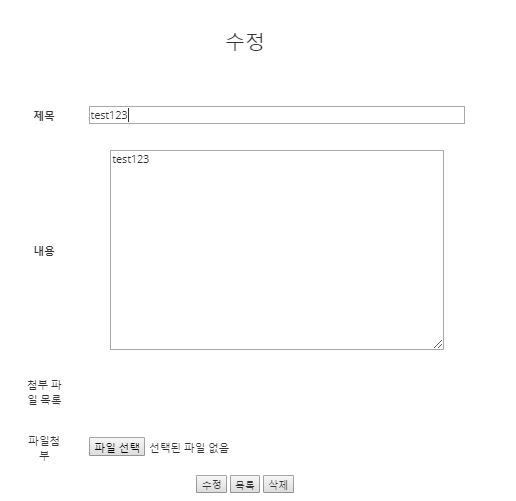 수정
제목 test123
test123
내용
첨부 파
일 목록
파일첨
부
파일 선택 선택된 파일 없음
수정 목록 삭제